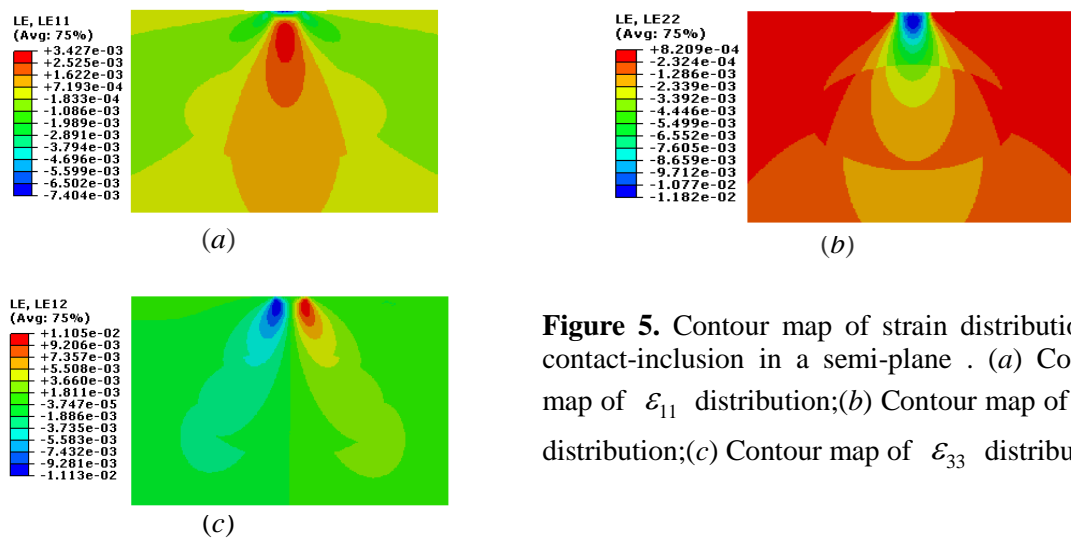 LE, LE11
(Avg: 75%)
+3.427e-03
+2.525e-03
+1.622e-03
+7.193e-04
-1.833e-04
-1.086e-03
-1.989e-03
-2.891e-03
-3.794e-03
-4.696e-03
-5.599e-03
-6.502e-03
-7.404e-03
(a)
LE, LE22
(Avg: 75%)
+8.209e-04
-2.324e-04
-1.286e-03
-2.339e-03
-3.392e-03
-4.446e-03
-5.499e-03
-6.552e-03
-7.605e-03
-8.659e-03
-9.712e-03
-1.077e-02
-1.182e-02
(b)
LE, LE12
(Avg: 75%)
+1.105e-02
+9.206e-03
+7.357e-03
+5.508e-03
+3.660e-03
+1.811e-03
-3.747e-05
-1.886e-03
-3.735e-03
-5.583e-03
-7.432e-03
-9.281e-03
-1.113e-02
(c)
Figure 5. Contour map of strain distributio
contact-inclusion in a semi-plane . (a) Co
map of ε11 distribution;(b) Contour map of
distribution;(c) Contour map of ε33 distribu